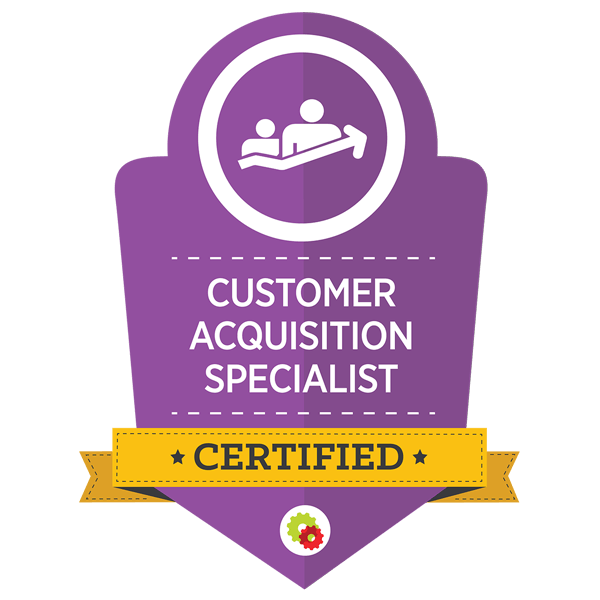 CUSTOMER
ACQUISITION
SPECIALIST
CERTIFIED